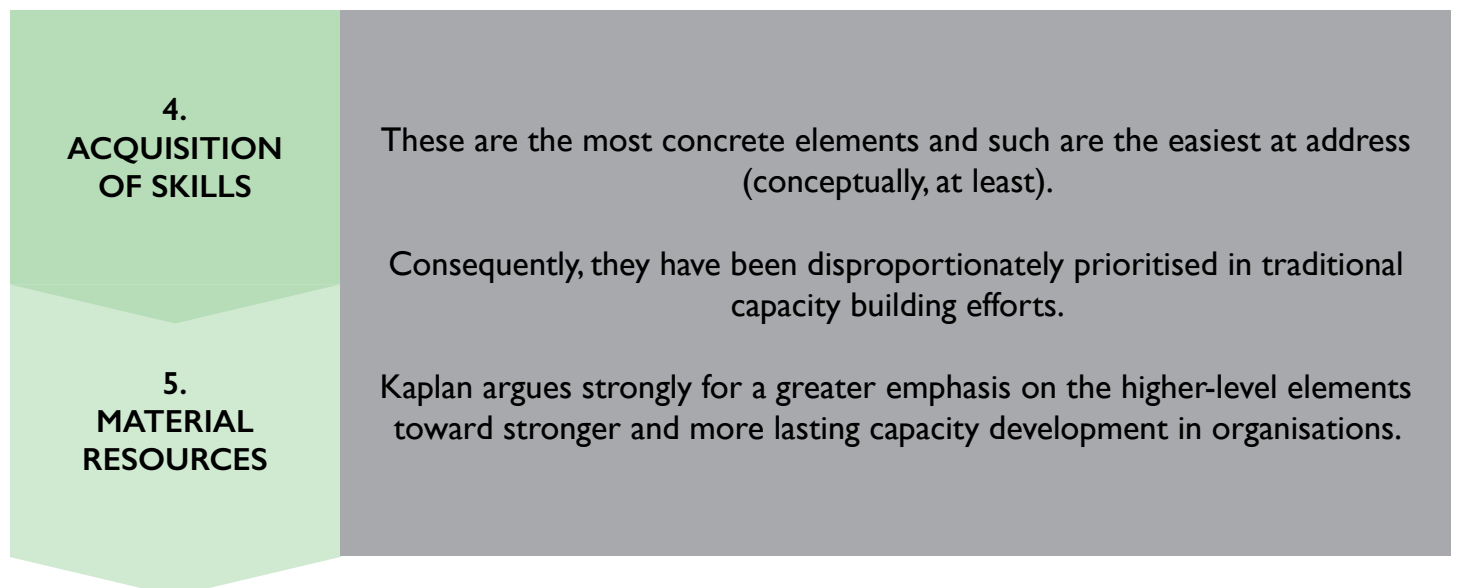 4.
ACQUISITION
OF SKILLS
These are the most concrete elements and such are the easiest at address
(conceptually, at least).
Consequently, they have been disproportionately prioritised in traditional
capacity building efforts.
5.
MATERIAL
RESOURCES
Kaplan argues strongly for a greater emphasis on the higher-level elements
toward stronger and more lasting capacity development in organisations.